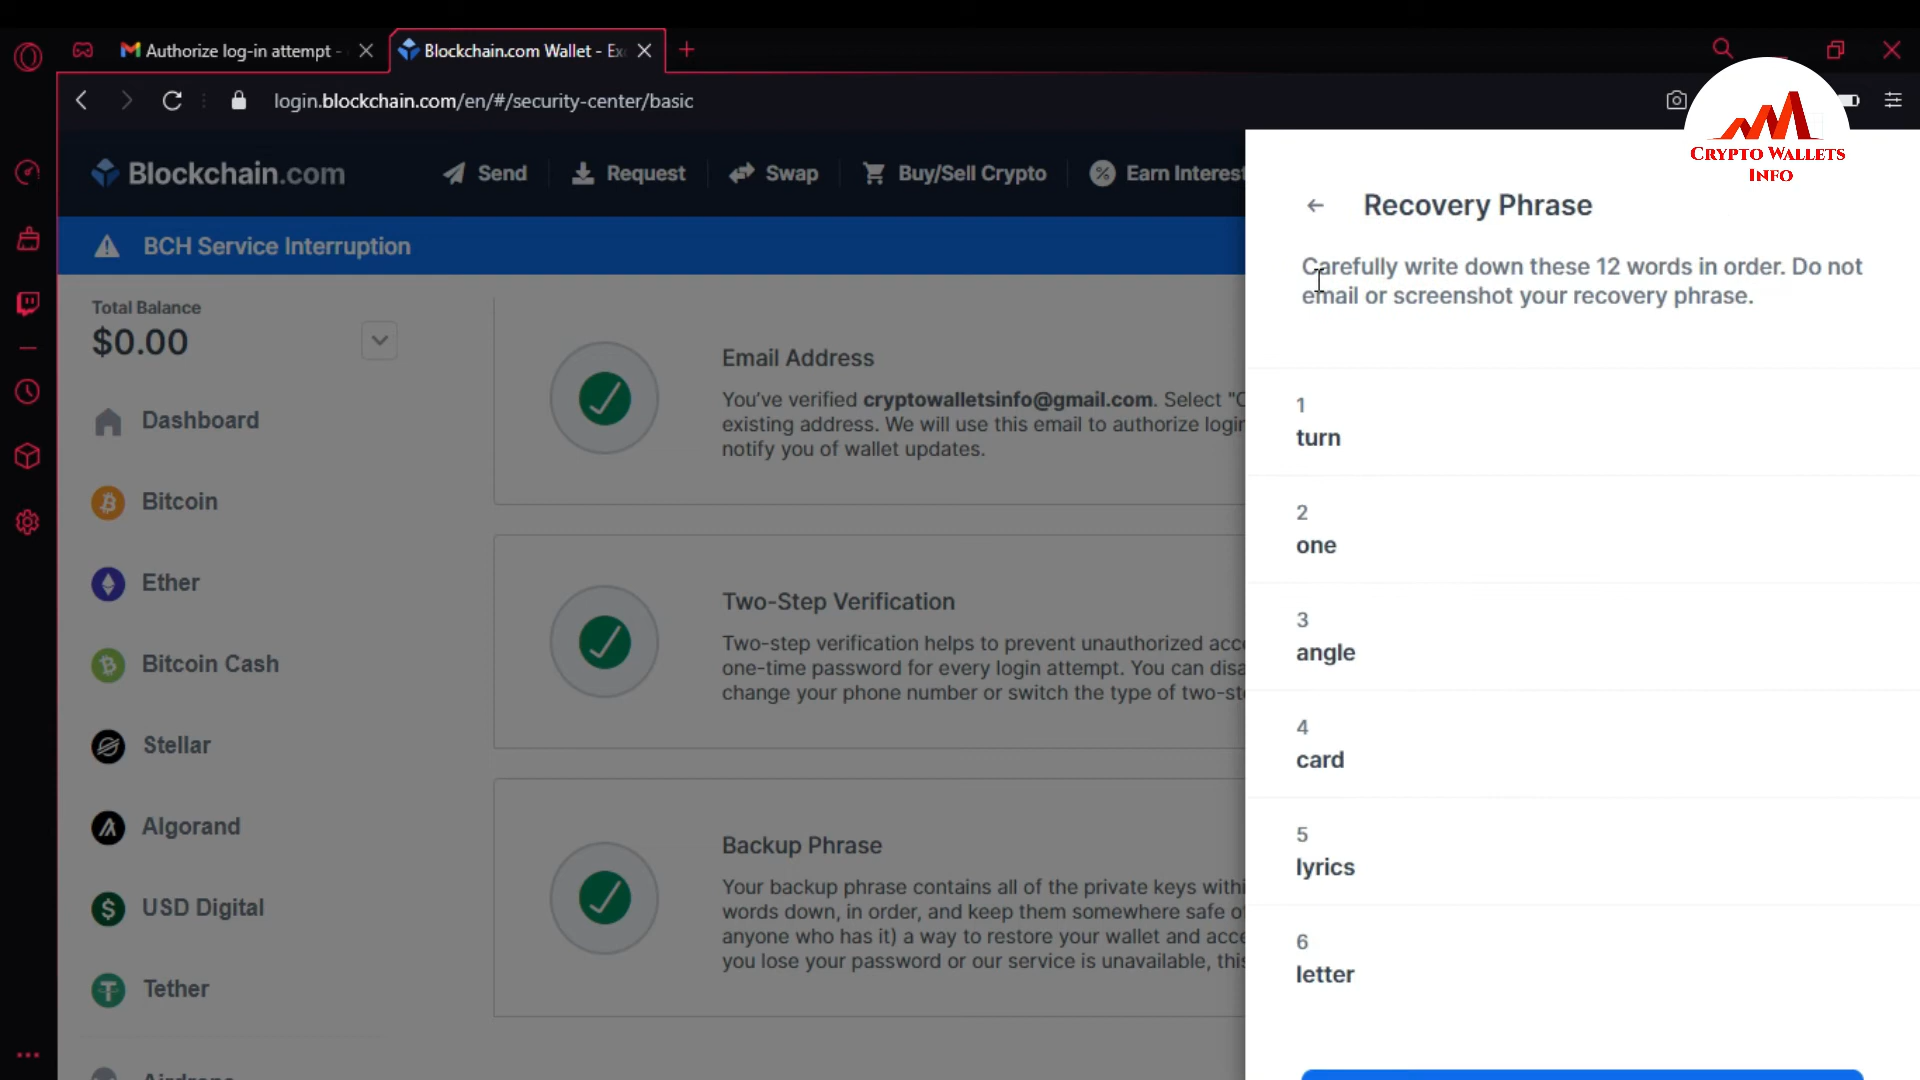 Authorize log-in attempt -
Blockchain.com Wallet - Ex
login.blockchain.com/en/#/security-center/basic
CRYPTO WALLETS
INFO
Blockchain.com
Send
Request
Swap
Buy/Sell Crypto
Earn Interest
BCH Service Interruption
Total Balance
$0.00
Dashboard
Bitcoin
Ether
Bitcoin Cash
Stellar
Algorand
USD Digital
Tether
Email Address
You've verified cryptowalletsinfo@gmail.com. Select "C
existing address. We will use this email to authorize login
notify you of wallet updates.
Two-Step Verification
Two-step verification helps to prevent unauthorized acce
one-time password for every login attempt. You can disa
change your phone number or switch the type of two-st
Backup Phrase
Your backup phrase contains all of the private keys withi
words down, in order, and keep them somewhere safe of
anyone who has it) a way to restore your wallet and acce
you lose your password or our service is unavailable, this
Recovery Phrase
Carefully write down these 12 words in order. Do not
email or screenshot your recovery phrase.
1
turn
2
one
3
angle
4
card
5
lyrics
6
letter